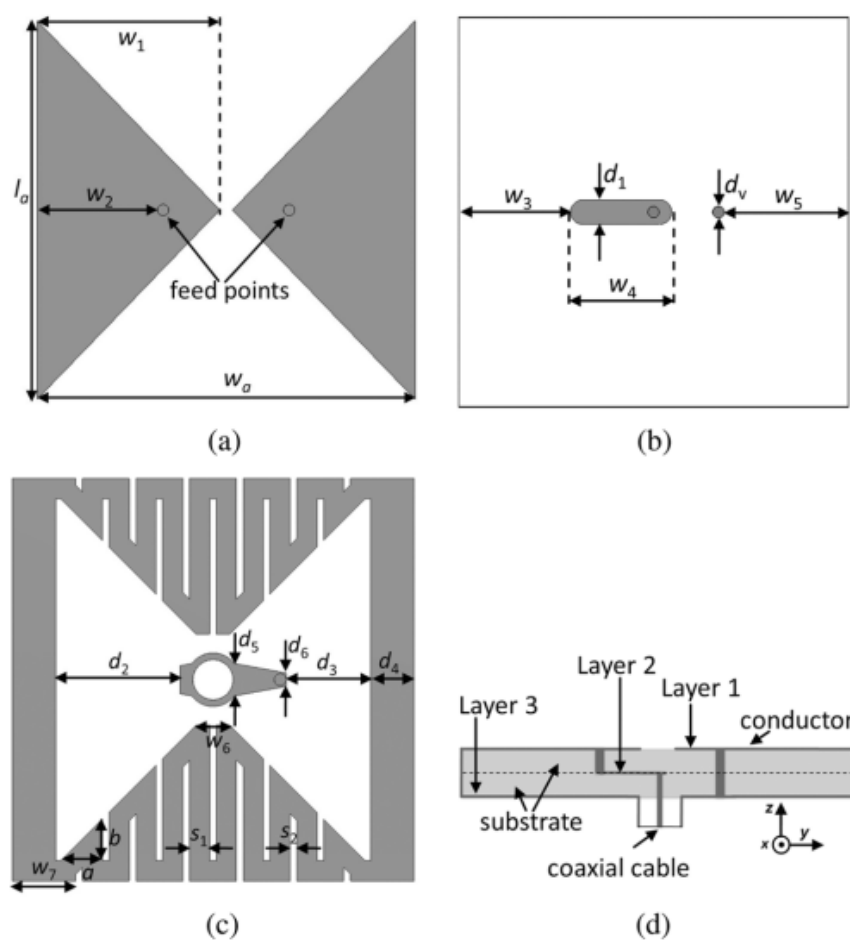 w₁
lₐ
w₂
feed points
wₐ
(a)
d₁
dᵥ
w₃
w₅
w₄
(b)
d₂
d₅
d₆
d₃
d₄
w₆
b
s₁
s₂
w₇
a
(c)
Layer 2
Layer 1
Layer 3
conductor
substrate
z
x
y
coaxial cable
(d)